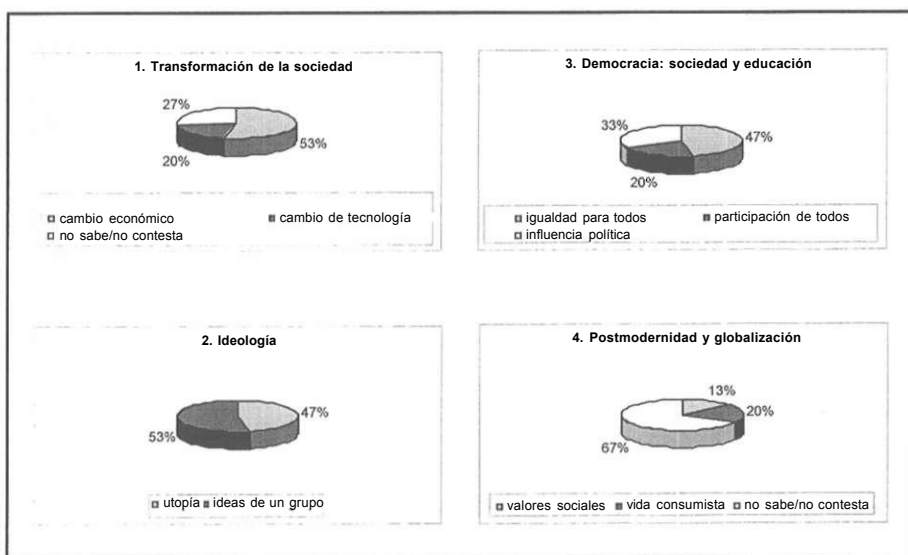 1. Transformación de la sociedad
27%
53%
20%
cambio económico cambio de tecnología
no sabe/no contesta
3. Democracia: sociedad y educación
33%
47%
20%
igualdad para todos participación de todos
influencia política
2. Ideología
47%
53%
utopía ideas de un grupo
4. Postmodernidad y globalización
13%
20%
67%
valores sociales vida consumista no sabe/no contesta